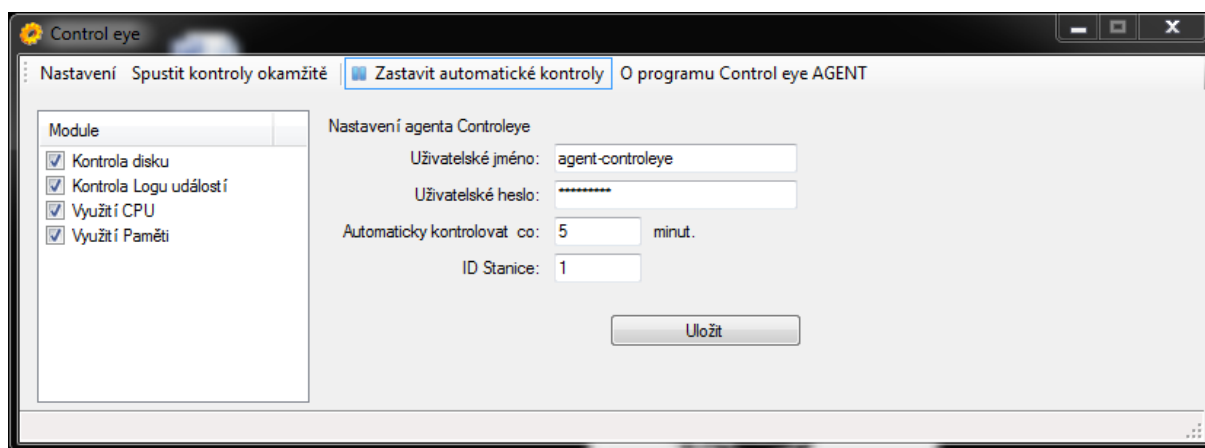 Control eye
Nastavení Spustit kontroly okamžitě Zastavit automatické kontroly O programu Control eye AGENT
Module
Kontrola disku
Kontrola Logu událostí
Využití CPU
Využití Paměti
Nastavení agenta Controleye
Uživatelské jméno: agent-controleye
Uživatelské heslo: *********
Automaticky kontrolovat co: 5 minut.
ID Stanice: 1
Uložit